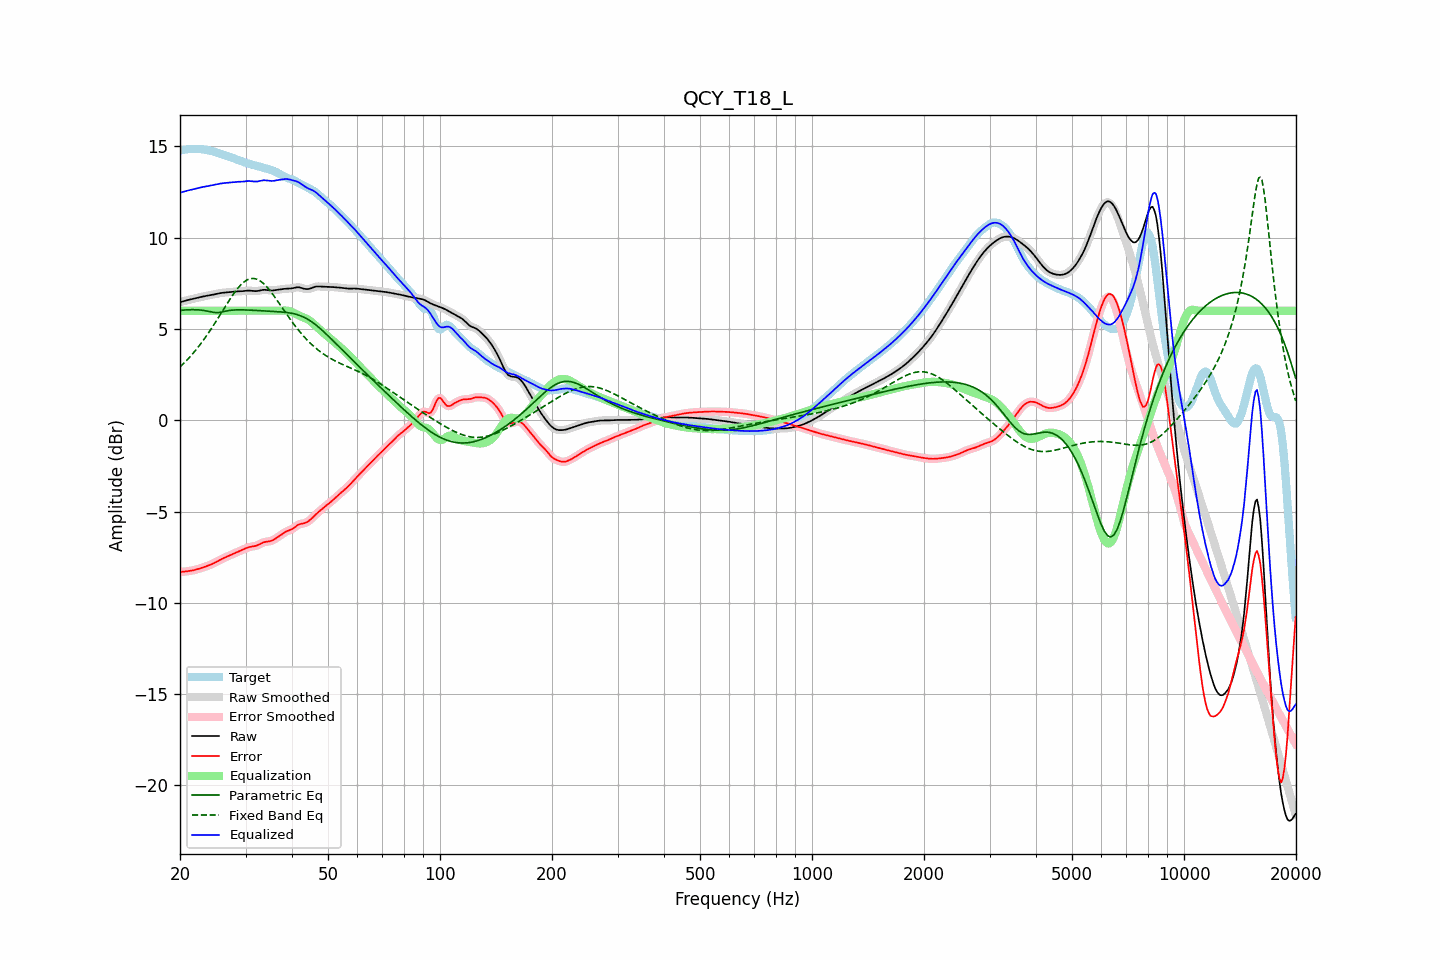 QCY_T18_L
15
10
5
0
−5
−10
−15
−20
Amplitude (dBr)
Target
Raw Smoothed
Error Smoothed
Raw
Error
Equalization
Parametric Eq
Fixed Band Eq
Equalized
20 50 100 200 500 1000 2000 5000 10000 20000
Frequency (Hz)